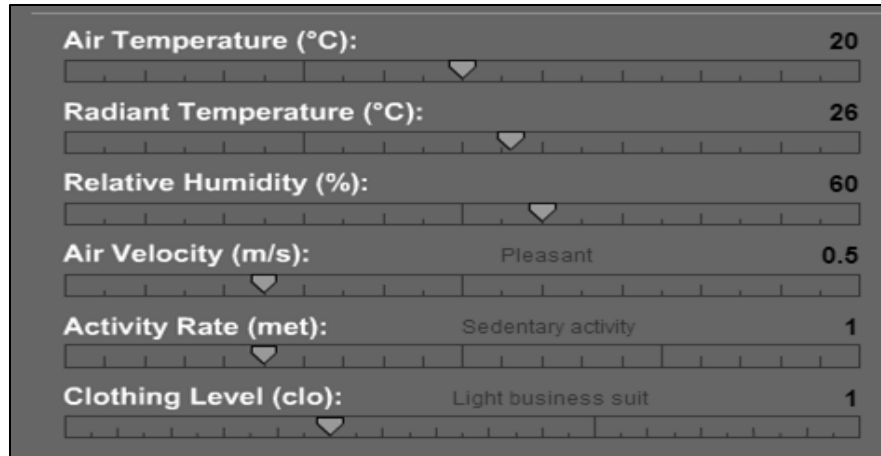 Air Temperature (°C): 20
Radiant Temperature (°C): 26
Relative Humidity (%): 60
Air Velocity (m/s): Pleasant 0.5
Activity Rate (met): Sedentary activity 1
Clothing Level (clo): Light business suit 1